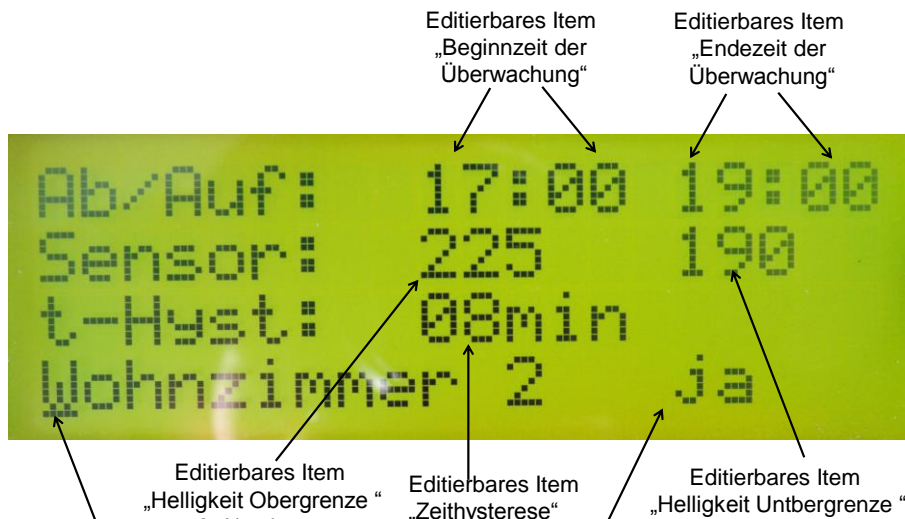 Editierbares Item
„Beginnzeit der
Überwachung“
Editierbares Item
„Endezeit der
Überwachung“
Ab/Auf: 17:00 19:00
Sensor: 225 190
t-Hyst: 08min
Wohnzimmer 2 ja
Editierbares Item
„Helligkeit Obergrenze “
Editierbares Item
„Zeithysterese“
Editierbares Item
„Helligkeit Untbergrenze “